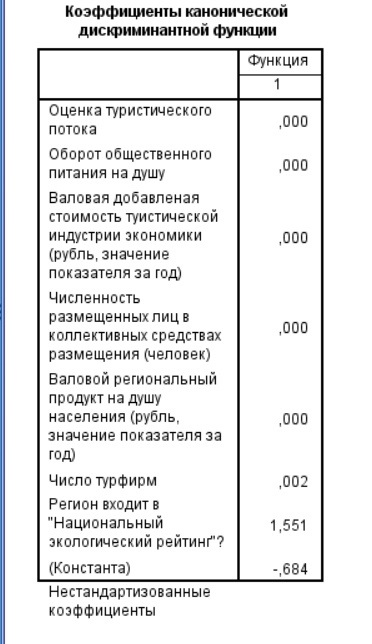 Коэффициенты канонической
дискриминантной функции
Функция
1
Оценка туристического
потока
,000
Оборот общественного
питания на душу
,000
Валовая добавленая
стоимость туистической
индустрии экономики
(рубль, значение
показателя за год)
,000
Численность
размещенных лиц в
коллективных средствах
размещения (человек)
,000
Валовой региональный
продукт на душу
населения (рубль,
значение показателя за
год)
,000
Число турфирм
,002
Регион входит в
"Национальный
экологический рейтинг"?
1,551
(Константа)
-,684
Нестандартизованные
коэффициенты